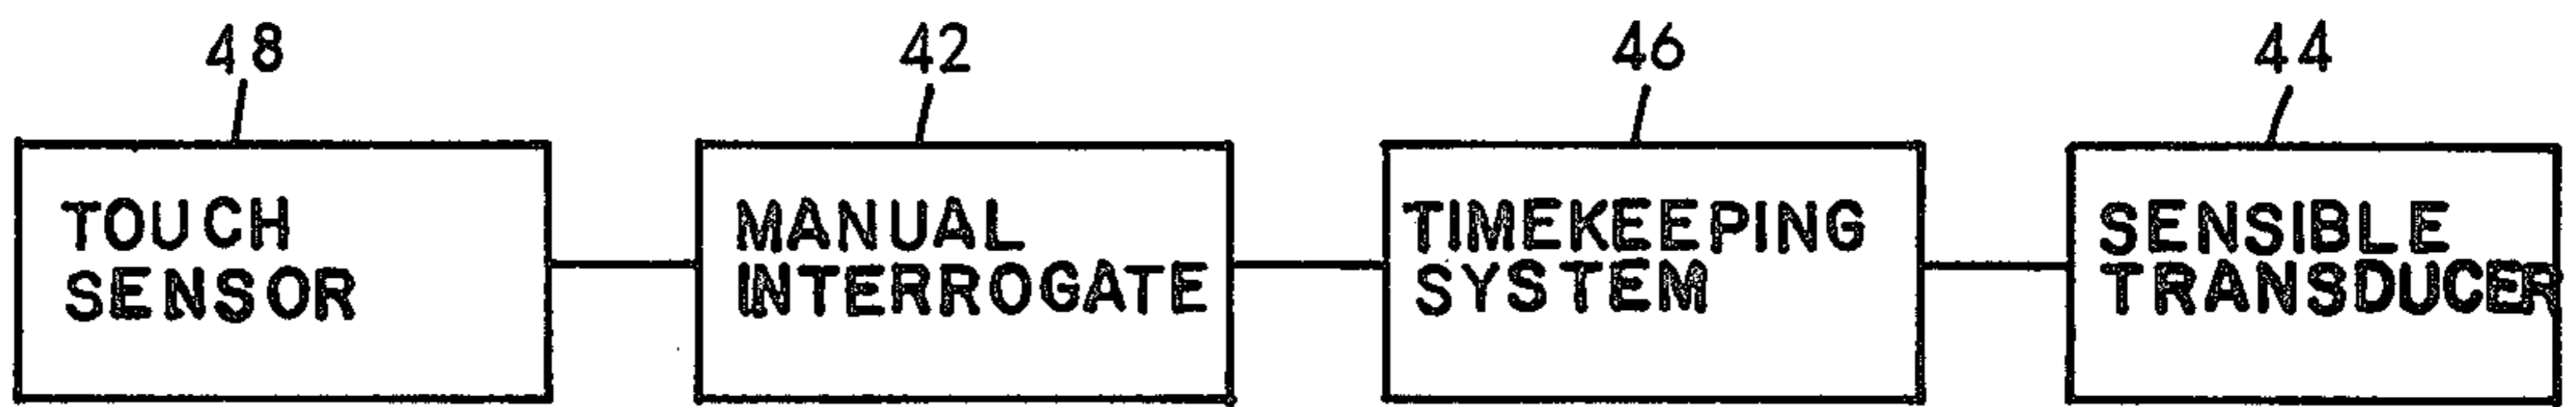 48
42
46
44
TOUCH
SENSOR
MANUAL
INTERROGATE
TIMEKEEPING
SYSTEM
SENSIBLE
TRANSDUCER